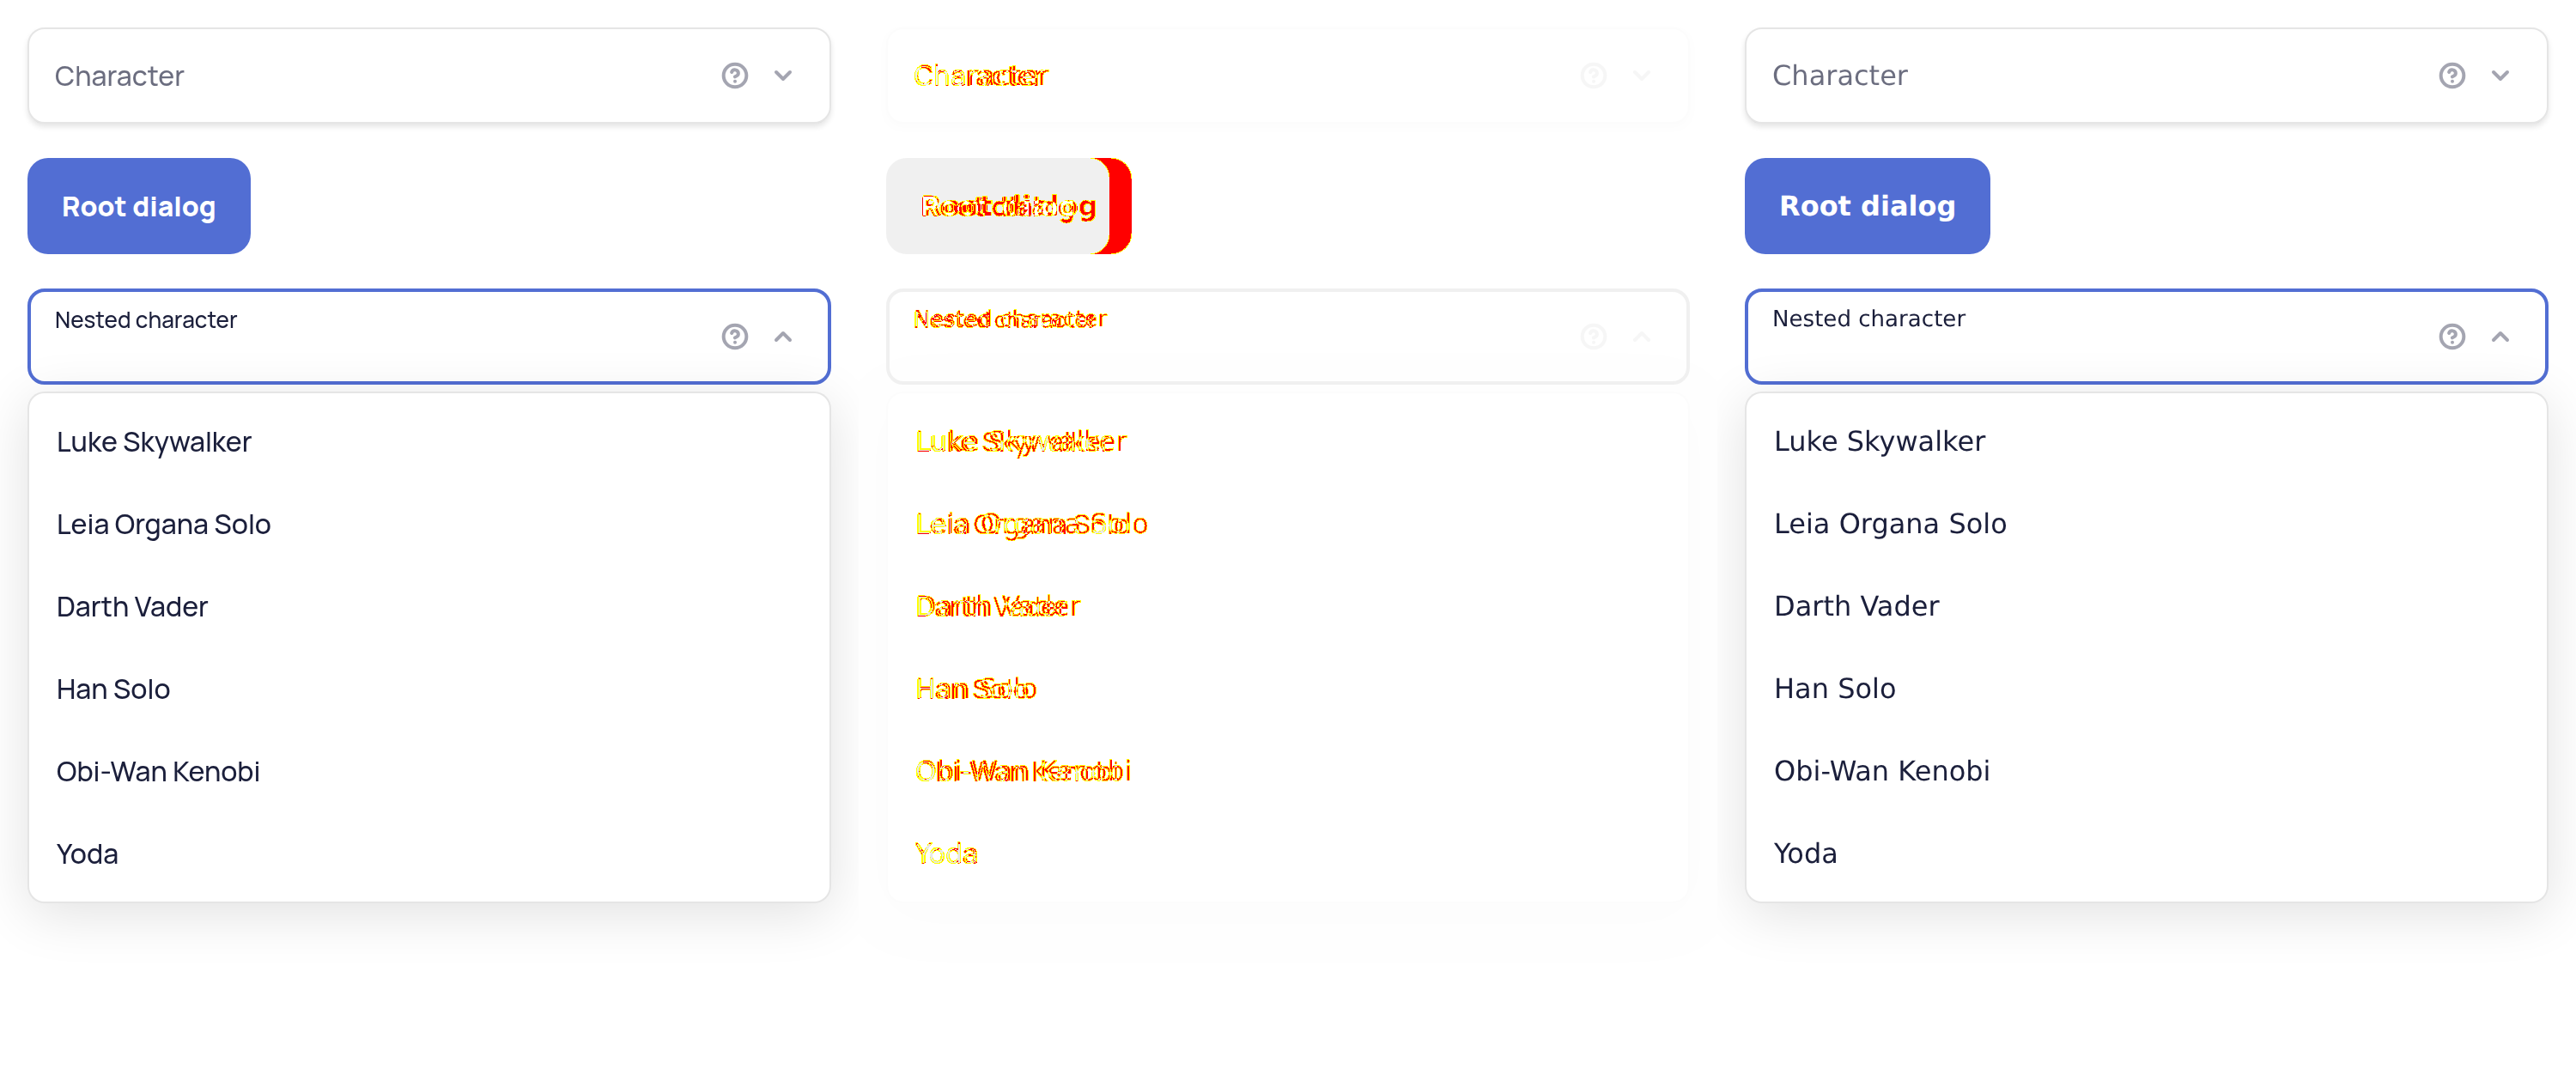 Character
Root dialog
Nested character
Luke Skywalker
Leia Organa Solo
Darth Vader
Han Solo
Obi-Wan Kenobi
Yoda
Character
Root dialog
Nested character
Luke Skywalker
Leia Organa Solo
Darth Vader
Han Solo
Obi-Wan Kenobi
Yoda
Character
Root dialog
Nested character
Luke Skywalker
Leia Organa Solo
Darth Vader
Han Solo
Obi-Wan Kenobi
Yoda